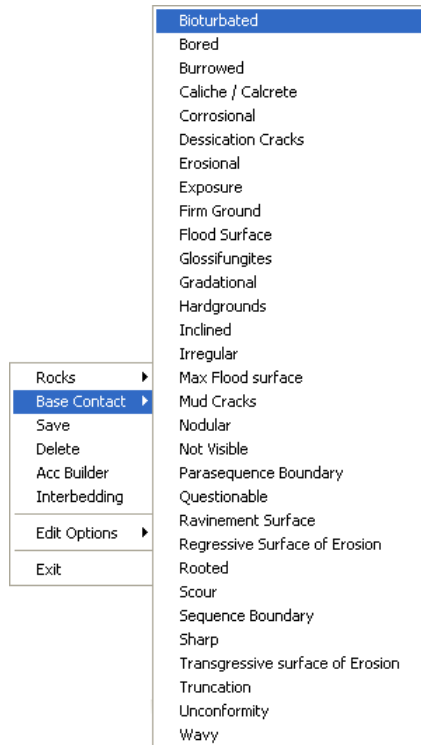 Rocks
Base Contact
Save
Delete
Acc Builder
Interbedding
Edit Options
Exit
Bioturbated
Bored
Burrowed
Caliche / Calcrete
Corrosional
Dessication Cracks
Erosional
Exposure
Firm Ground
Flood Surface
Glossifungites
Gradational
Hardgrounds
Inclined
Irregular
Max Flood surface
Mud Cracks
Nodular
Not Visible
Parasequence Boundary
Questionable
Ravinement Surface
Regressive Surface of Erosion
Rooted
Scour
Sequence Boundary
Sharp
Transgressive surface of Erosion
Truncation
Unconformity
Wavy